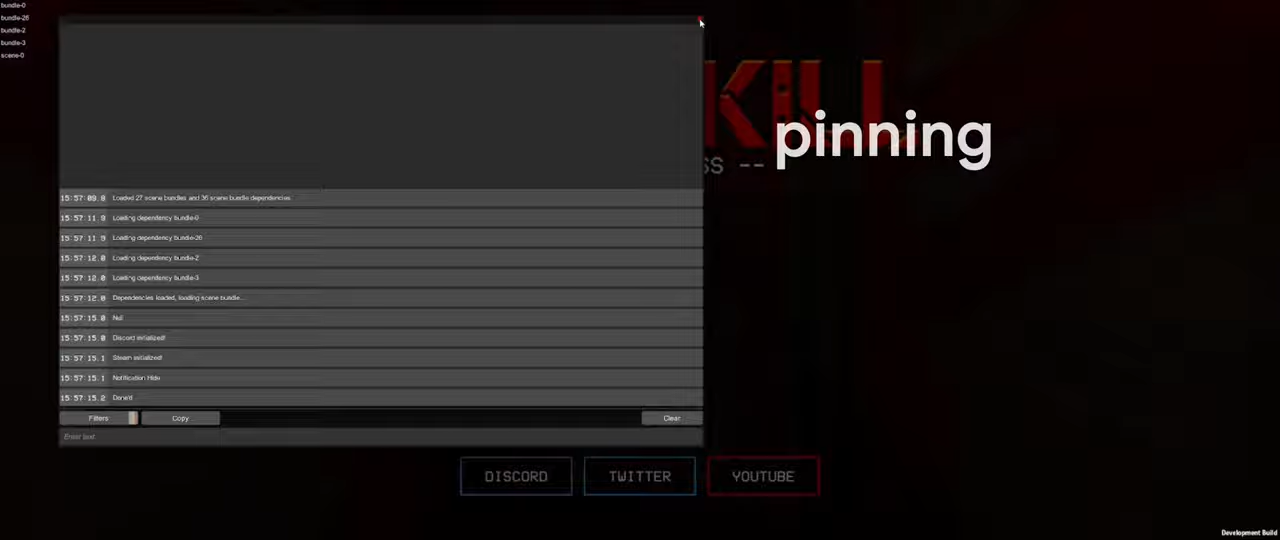 bundle-0
bundle-26
bundle-2
bundle-3
scene-0
KILL
SS --
pinning
15:57:09.8 Loaded 27 scene bundles and 36 scene bundle dependencies
15:57:11.9 Loading dependency bundle-0
15:57:11.9 Loading dependency bundle-26
15:57:12.0 Loading dependency bundle-2
15:57:12.0 Loading dependency bundle-3
15:57:12.0 Dependencies loaded, loading scene bundle...
15:57:15.0 Null
15:57:15.0 Discord initialized!
15:57:15.1 Steam initialized!
15:57:15.1 Notification Hide
15:57:15.2 Done!d
Filters Copy Clear
Enter text
DISCORD TWITTER YOUTUBE
Development Build